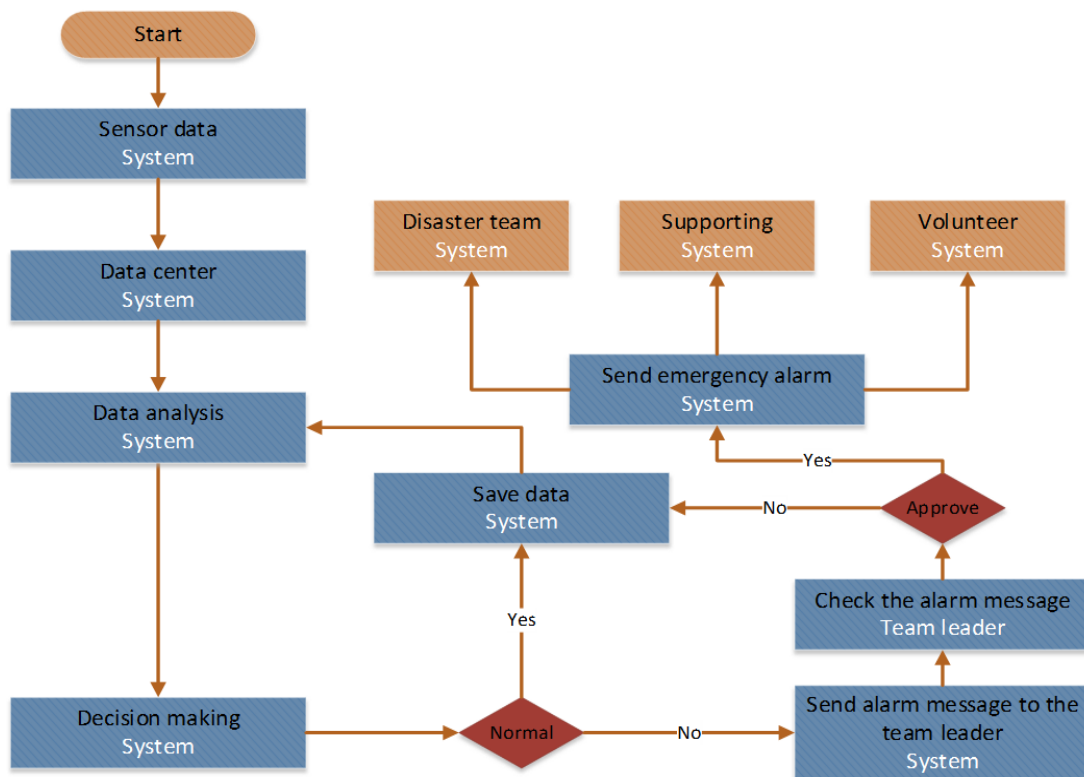 Start
Sensor data
System
Data center
System
Data analysis
System
Decision making
System
Normal
Yes
No
Save data
System
Send alarm message to the
team leader
System
Check the alarm message
Team leader
Approve
No
Yes
Send emergency alarm
System
Disaster team
System
Supporting
System
Volunteer
System